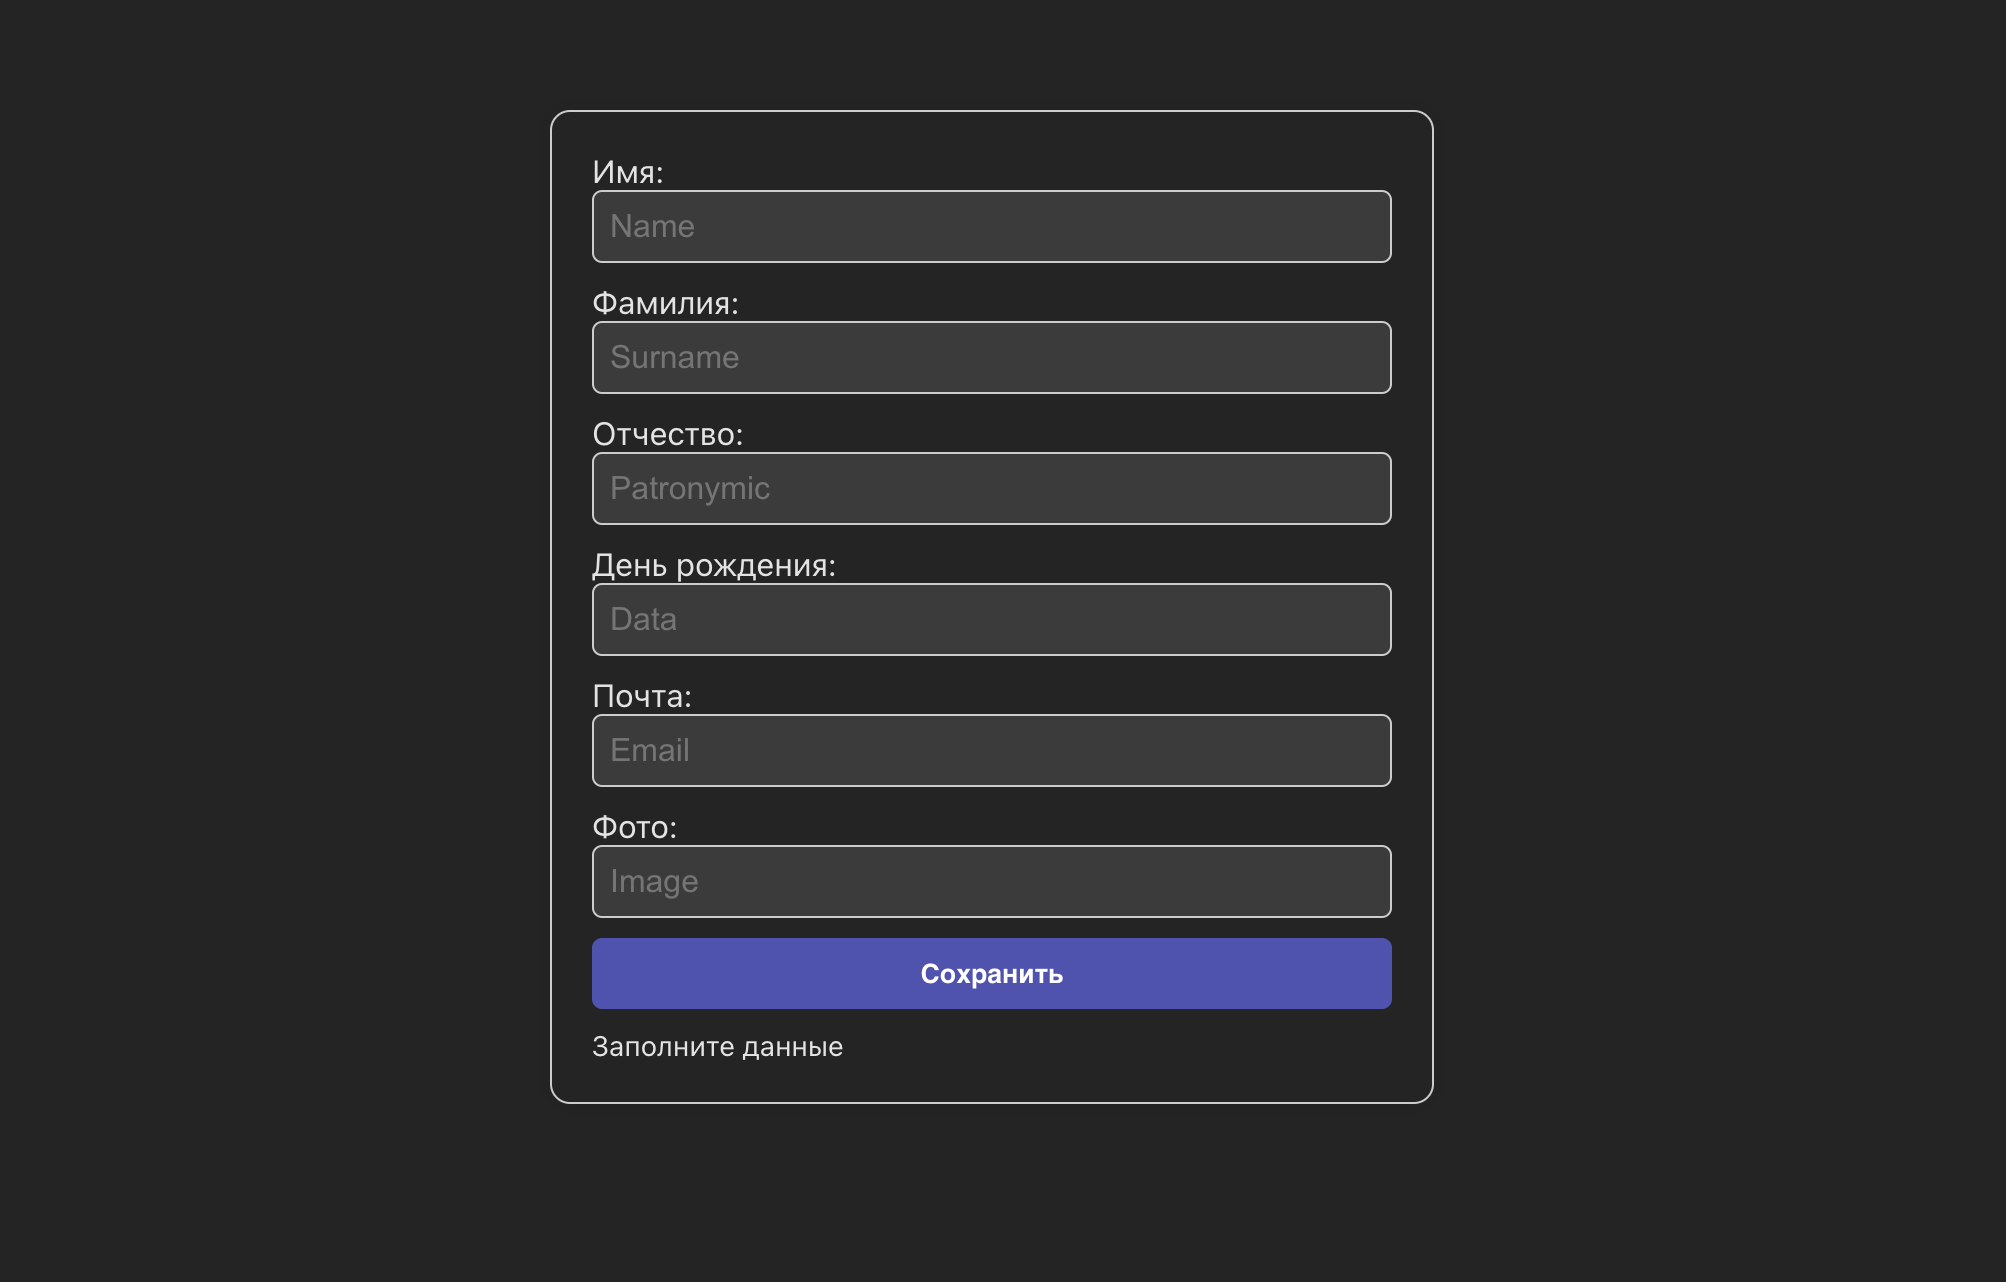 Имя:
Name
Фамилия:
Surname
Отчество:
Patronymic
День рождения:
Data
Почта:
Email
Фото:
Image
Сохранить
Заполните данные